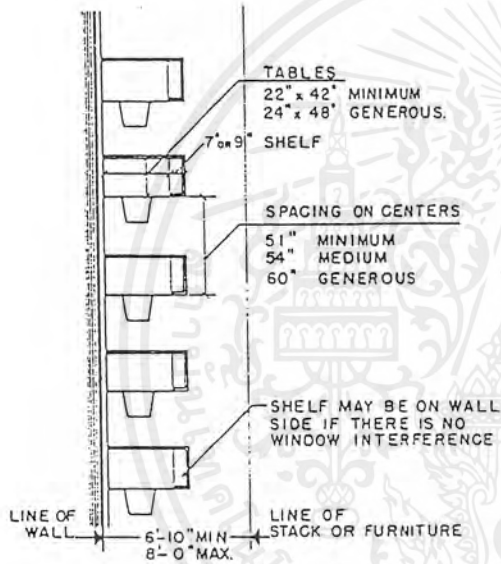 TABLES
22" x 42" MINIMUM
24" x 48" GENEROUS.
7" OR 9" SHELF
SPACING ON CENTERS
51" MINIMUM
54" MEDIUM
60" GENEROUS
SHELF MAY BE ON WALL
SIDE IF THERE IS NO
WINDOW INTERFERENCE
LINE OF
WALL
6'-10" MIN
8'-0" MAX.
LINE OF
STACK OR FURNITURE